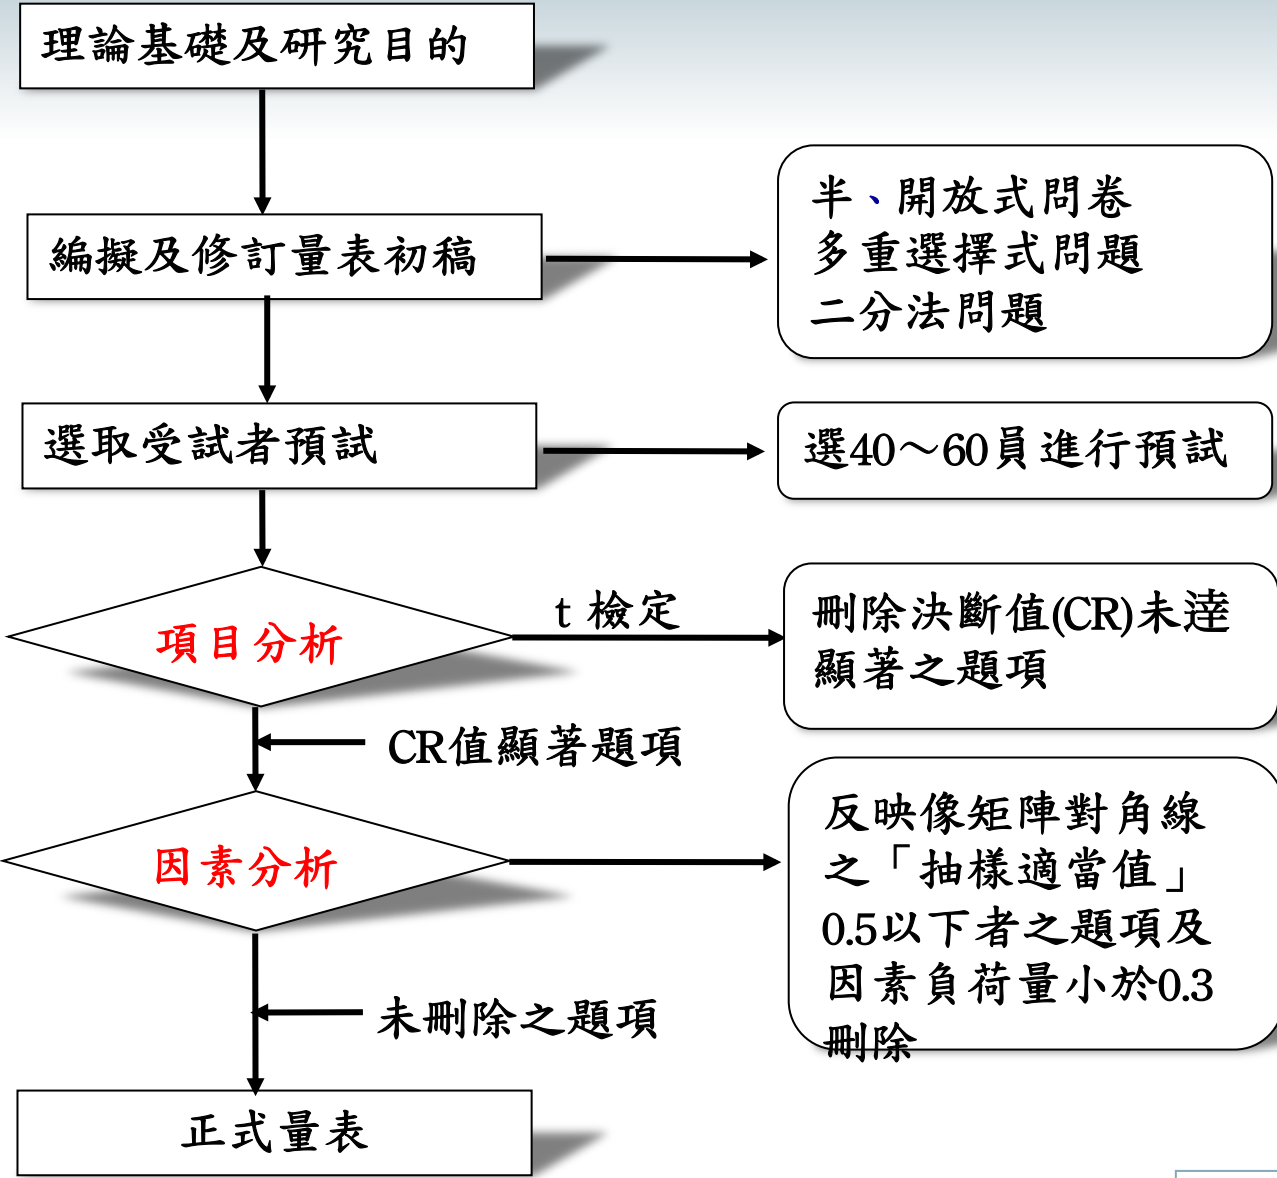 理論基礎及研究目的
編擬及修訂量表初稿
半、開放式問卷
多重選擇式問題
二分法問題
選取受試者預試
選40～60員進行預試
項目分析
t 檢定
刪除決斷值(CR)未達
顯著之題項
CR值顯著題項
因素分析
反映像矩陣對角線
之「抽樣適當值」
0.5以下者之題項及
因素負荷量小於0.3
刪除
未刪除之題項
正式量表